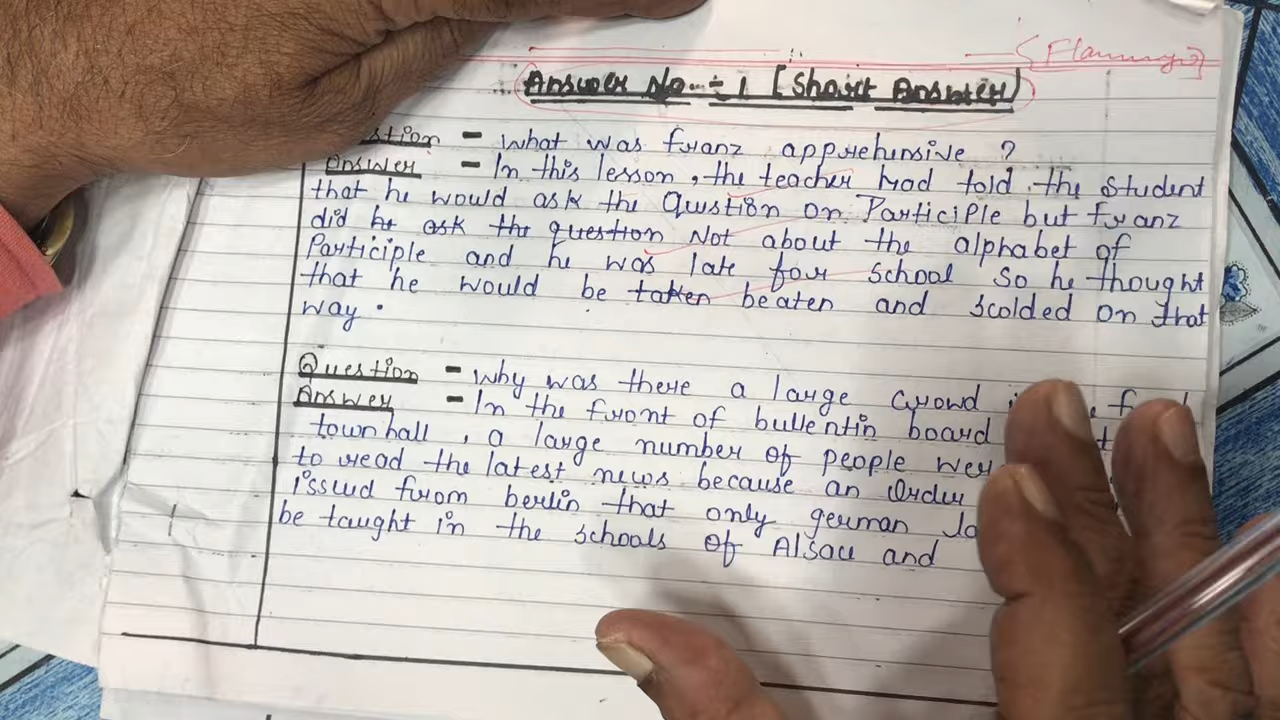 {Flamingo}
Answer No :- 1 [Short Answer]
stion - What was franz apprehensive ?
Answer - In this lesson, the teacher had told the student
that he would ask the Qustion on Participle but franz
did he ask the question Not about the alphabet of
Participle and he was late for school so he thought
that he would be taken beaten and scolded on that
way .
Question - Why was there a large crowd
Answer - In the front of bullentin board
townhall , a large number of people wer
to read the latest news because an Order
issued from berlin that only german la
be taught in the schools of Alsace and